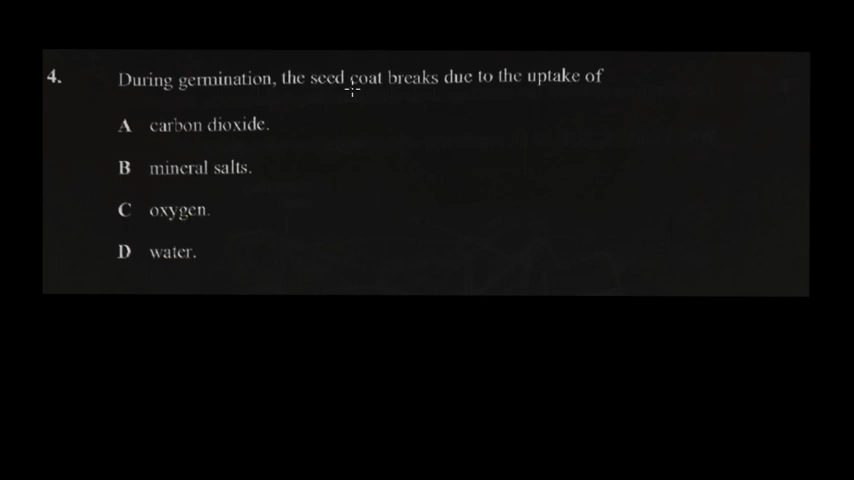 4. During germination, the seed coat breaks due to the uptake of
A carbon dioxide.
B mineral salts.
C oxygen.
D water.